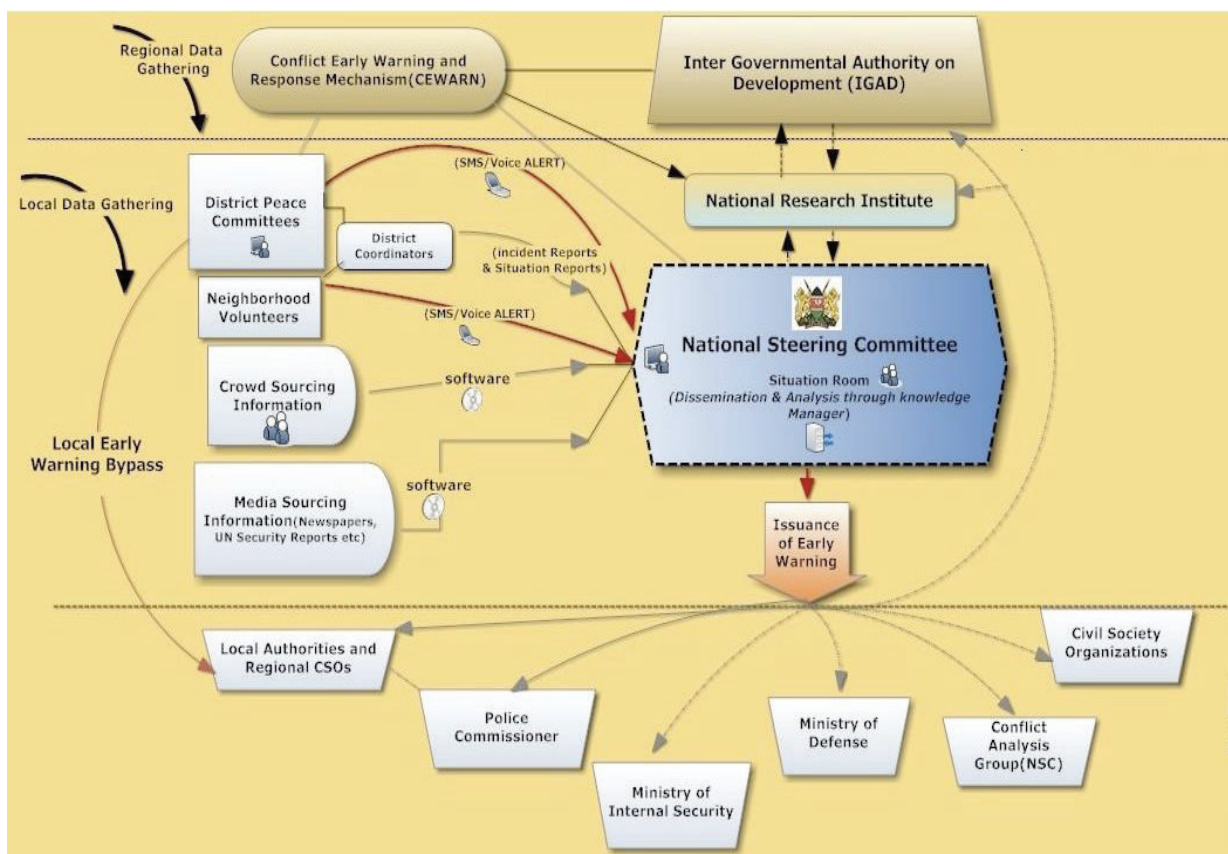 Regional Data
Gathering
Conflict Early Warning and
Response Mechanism(CEWARN)
Inter Governmental Authority on
Development (IGAD)
Local Data Gathering
District Peace
Committees
(SMS/Voice ALERT)
National Research Institute
District
Coordinators
(incident Reports
& Situation Reports)
Neighborhood
Volunteers
(SMS/Voice ALERT)
National Steering Committee
Situation Room
(Dissemination & Analysis through knowledge
Manager)
Crowd Sourcing
Information
software
Local Early
Warning Bypass
Media Sourcing
Information(Newspapers,
UN Security Reports etc)
software
Issuance
of Early
Warning
Local Authorities and
Regional CSOs
Police
Commissioner
Ministry of
Internal Security
Ministry of
Defense
Conflict
Analysis
Group(NSC)
Civil Society
Organizations